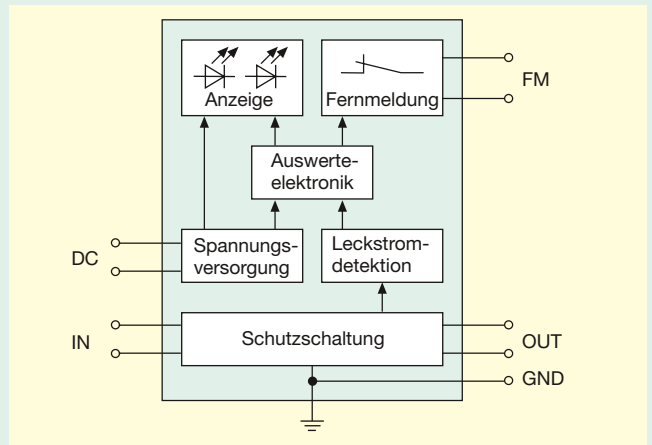 Anzeige
Fernmeldung
FM
Auswerte-
elektronik
DC
Spannungs-
versorgung
Leckstrom-
detektion
IN
Schutzschaltung
OUT
GND